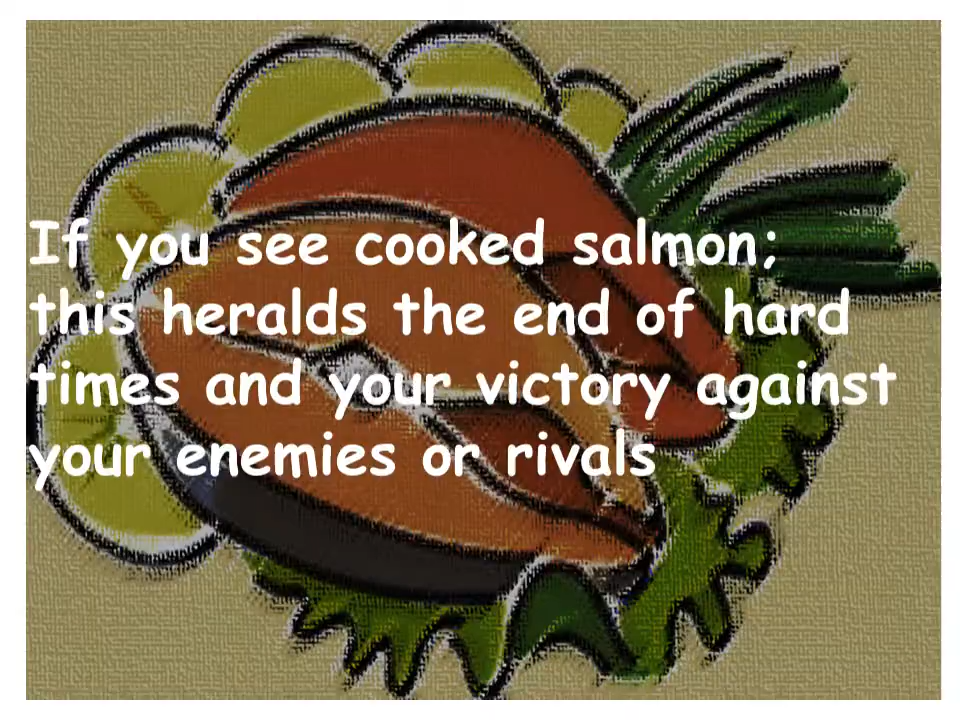 If you see cooked salmon;
this heralds the end of hard
times and your victory against
your enemies or rivals